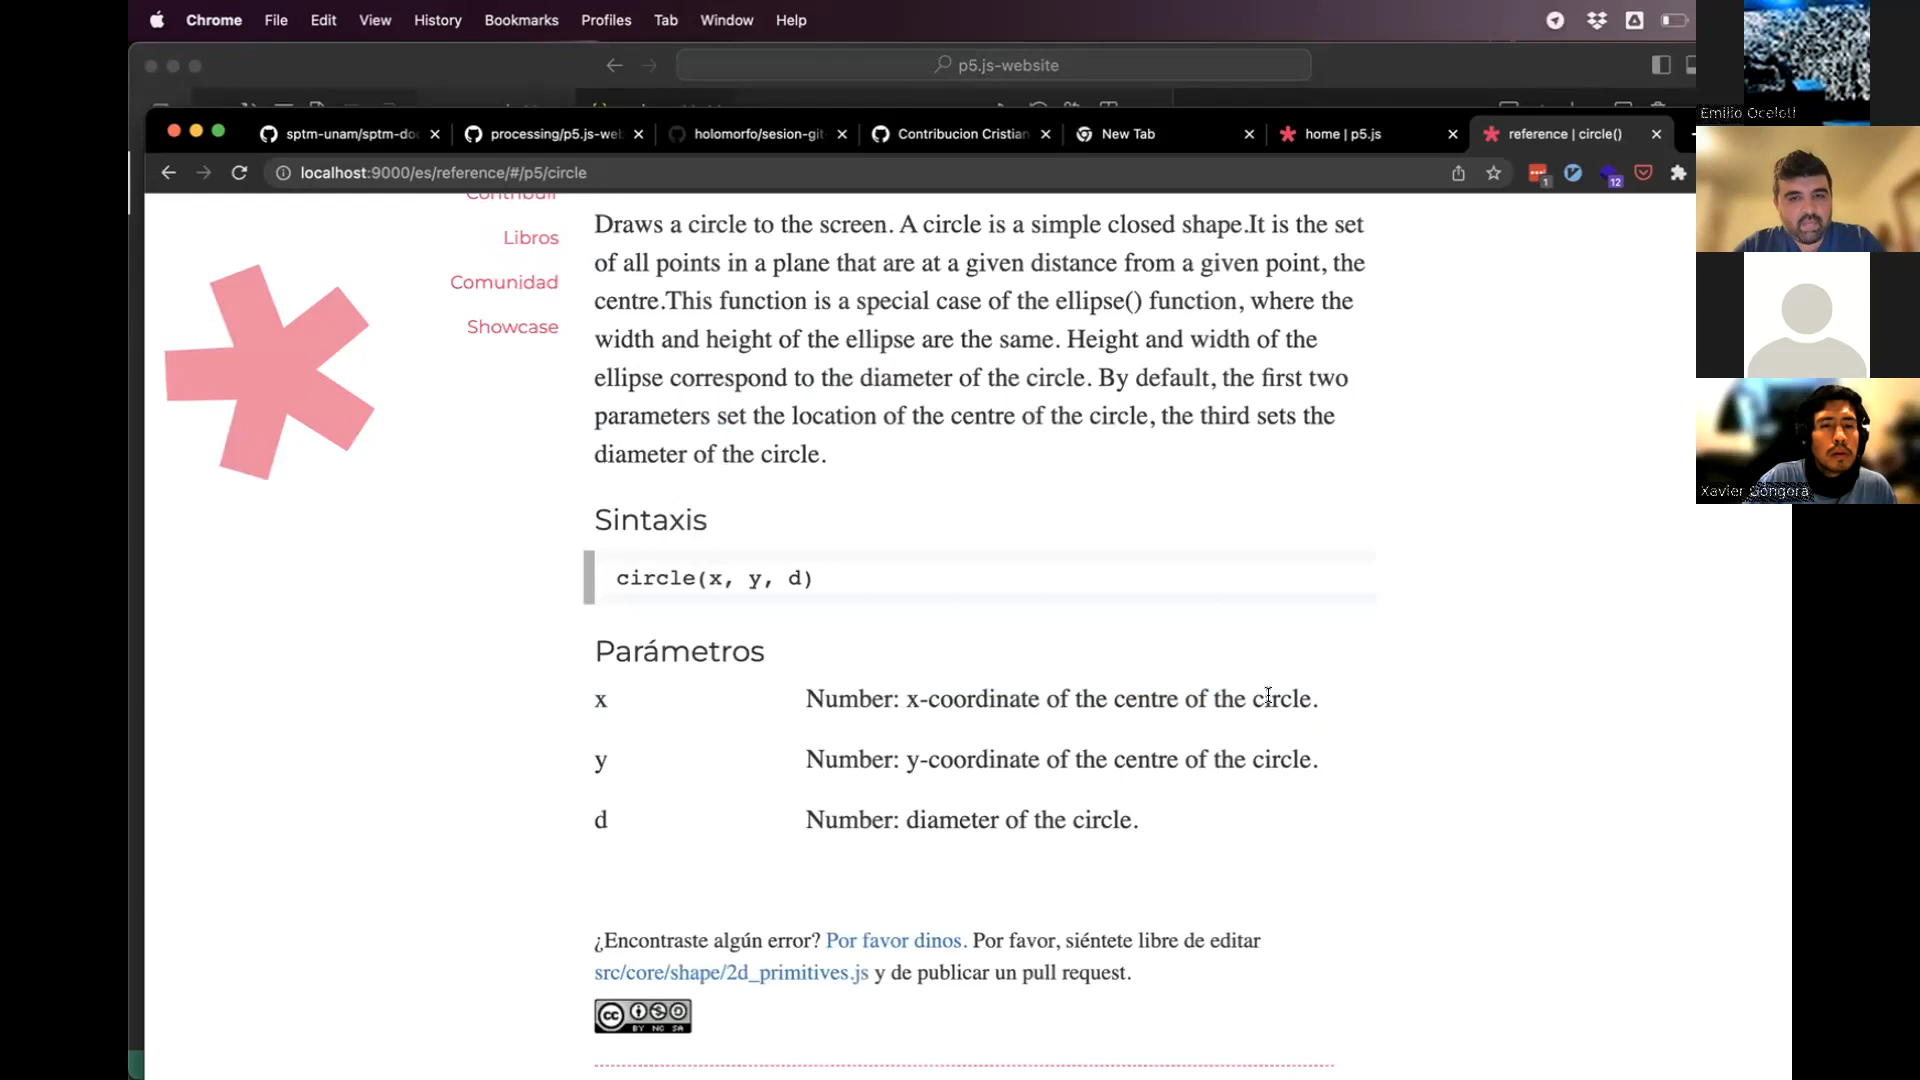 Chrome File Edit View History Bookmarks Profiles Tab Window Help
p5.js-website
sptm-unam/sptm-do
processing/p5.js-we
holomorfo/sesion-git
Contribucion Cristian
New Tab
home | p5.js
reference | circle()
localhost:9000/es/reference/#/p5/circle
1
12
Contribuir
Libros
Comunidad
Showcase
Draws a circle to the screen. A circle is a simple closed shape.It is the set
of all points in a plane that are at a given distance from a given point, the
centre.This function is a special case of the ellipse() function, where the
width and height of the ellipse are the same. Height and width of the
ellipse correspond to the diameter of the circle. By default, the first two
parameters set the location of the centre of the circle, the third sets the
diameter of the circle.
Sintaxis
circle(x, y, d)
Parámetros
x Number: x-coordinate of the centre of the circle.
y Number: y-coordinate of the centre of the circle.
d Number: diameter of the circle.
¿Encontraste algún error? Por favor dinos. Por favor, siéntete libre de editar
src/core/shape/2d_primitives.js y de publicar un pull request.
cc
BY NC SA
Emilio Ocelotl
Xavier Góngora